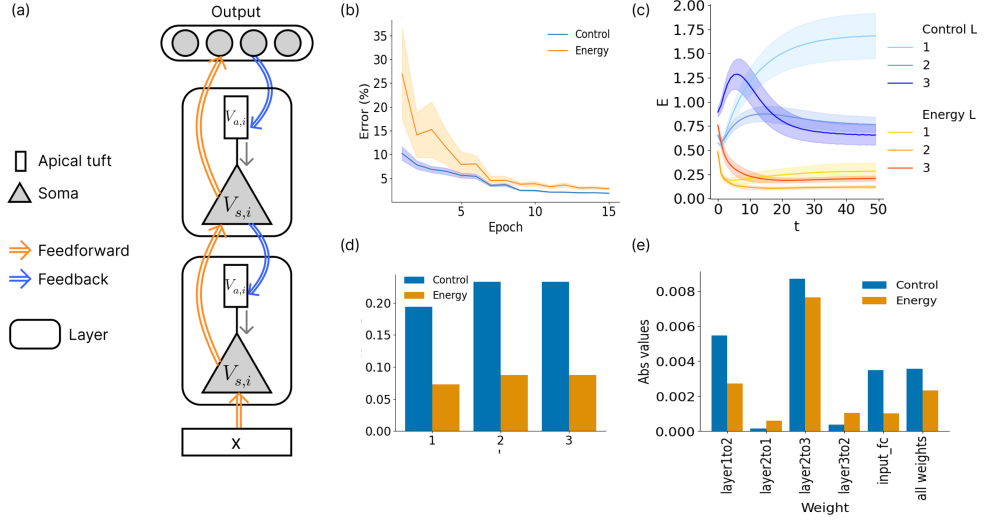 (a)
Output
V_{a,i}
V_{s,i}
V_{a,i}
V_{s,i}
x
Apical tuft
Soma
Feedforward
Feedback
Layer
(b)
Error (%)
35
30
25
20
15
10
5
5
10
15
Epoch
Control
Energy
(c)
E
2.00
1.75
1.50
1.25
1.00
0.75
0.50
0.25
0.00
0
10
20
30
40
50
t
Control L
1
2
3
Energy L
1
2
3
(d)
0.20
0.15
0.10
0.05
0.00
1
2
3
Control
Energy
(e)
Abs values
0.008
0.006
0.004
0.002
0.000
layer1to2
layer2to1
layer2to3
layer3to2
input_fc
all weights
Weight
Control
Energy